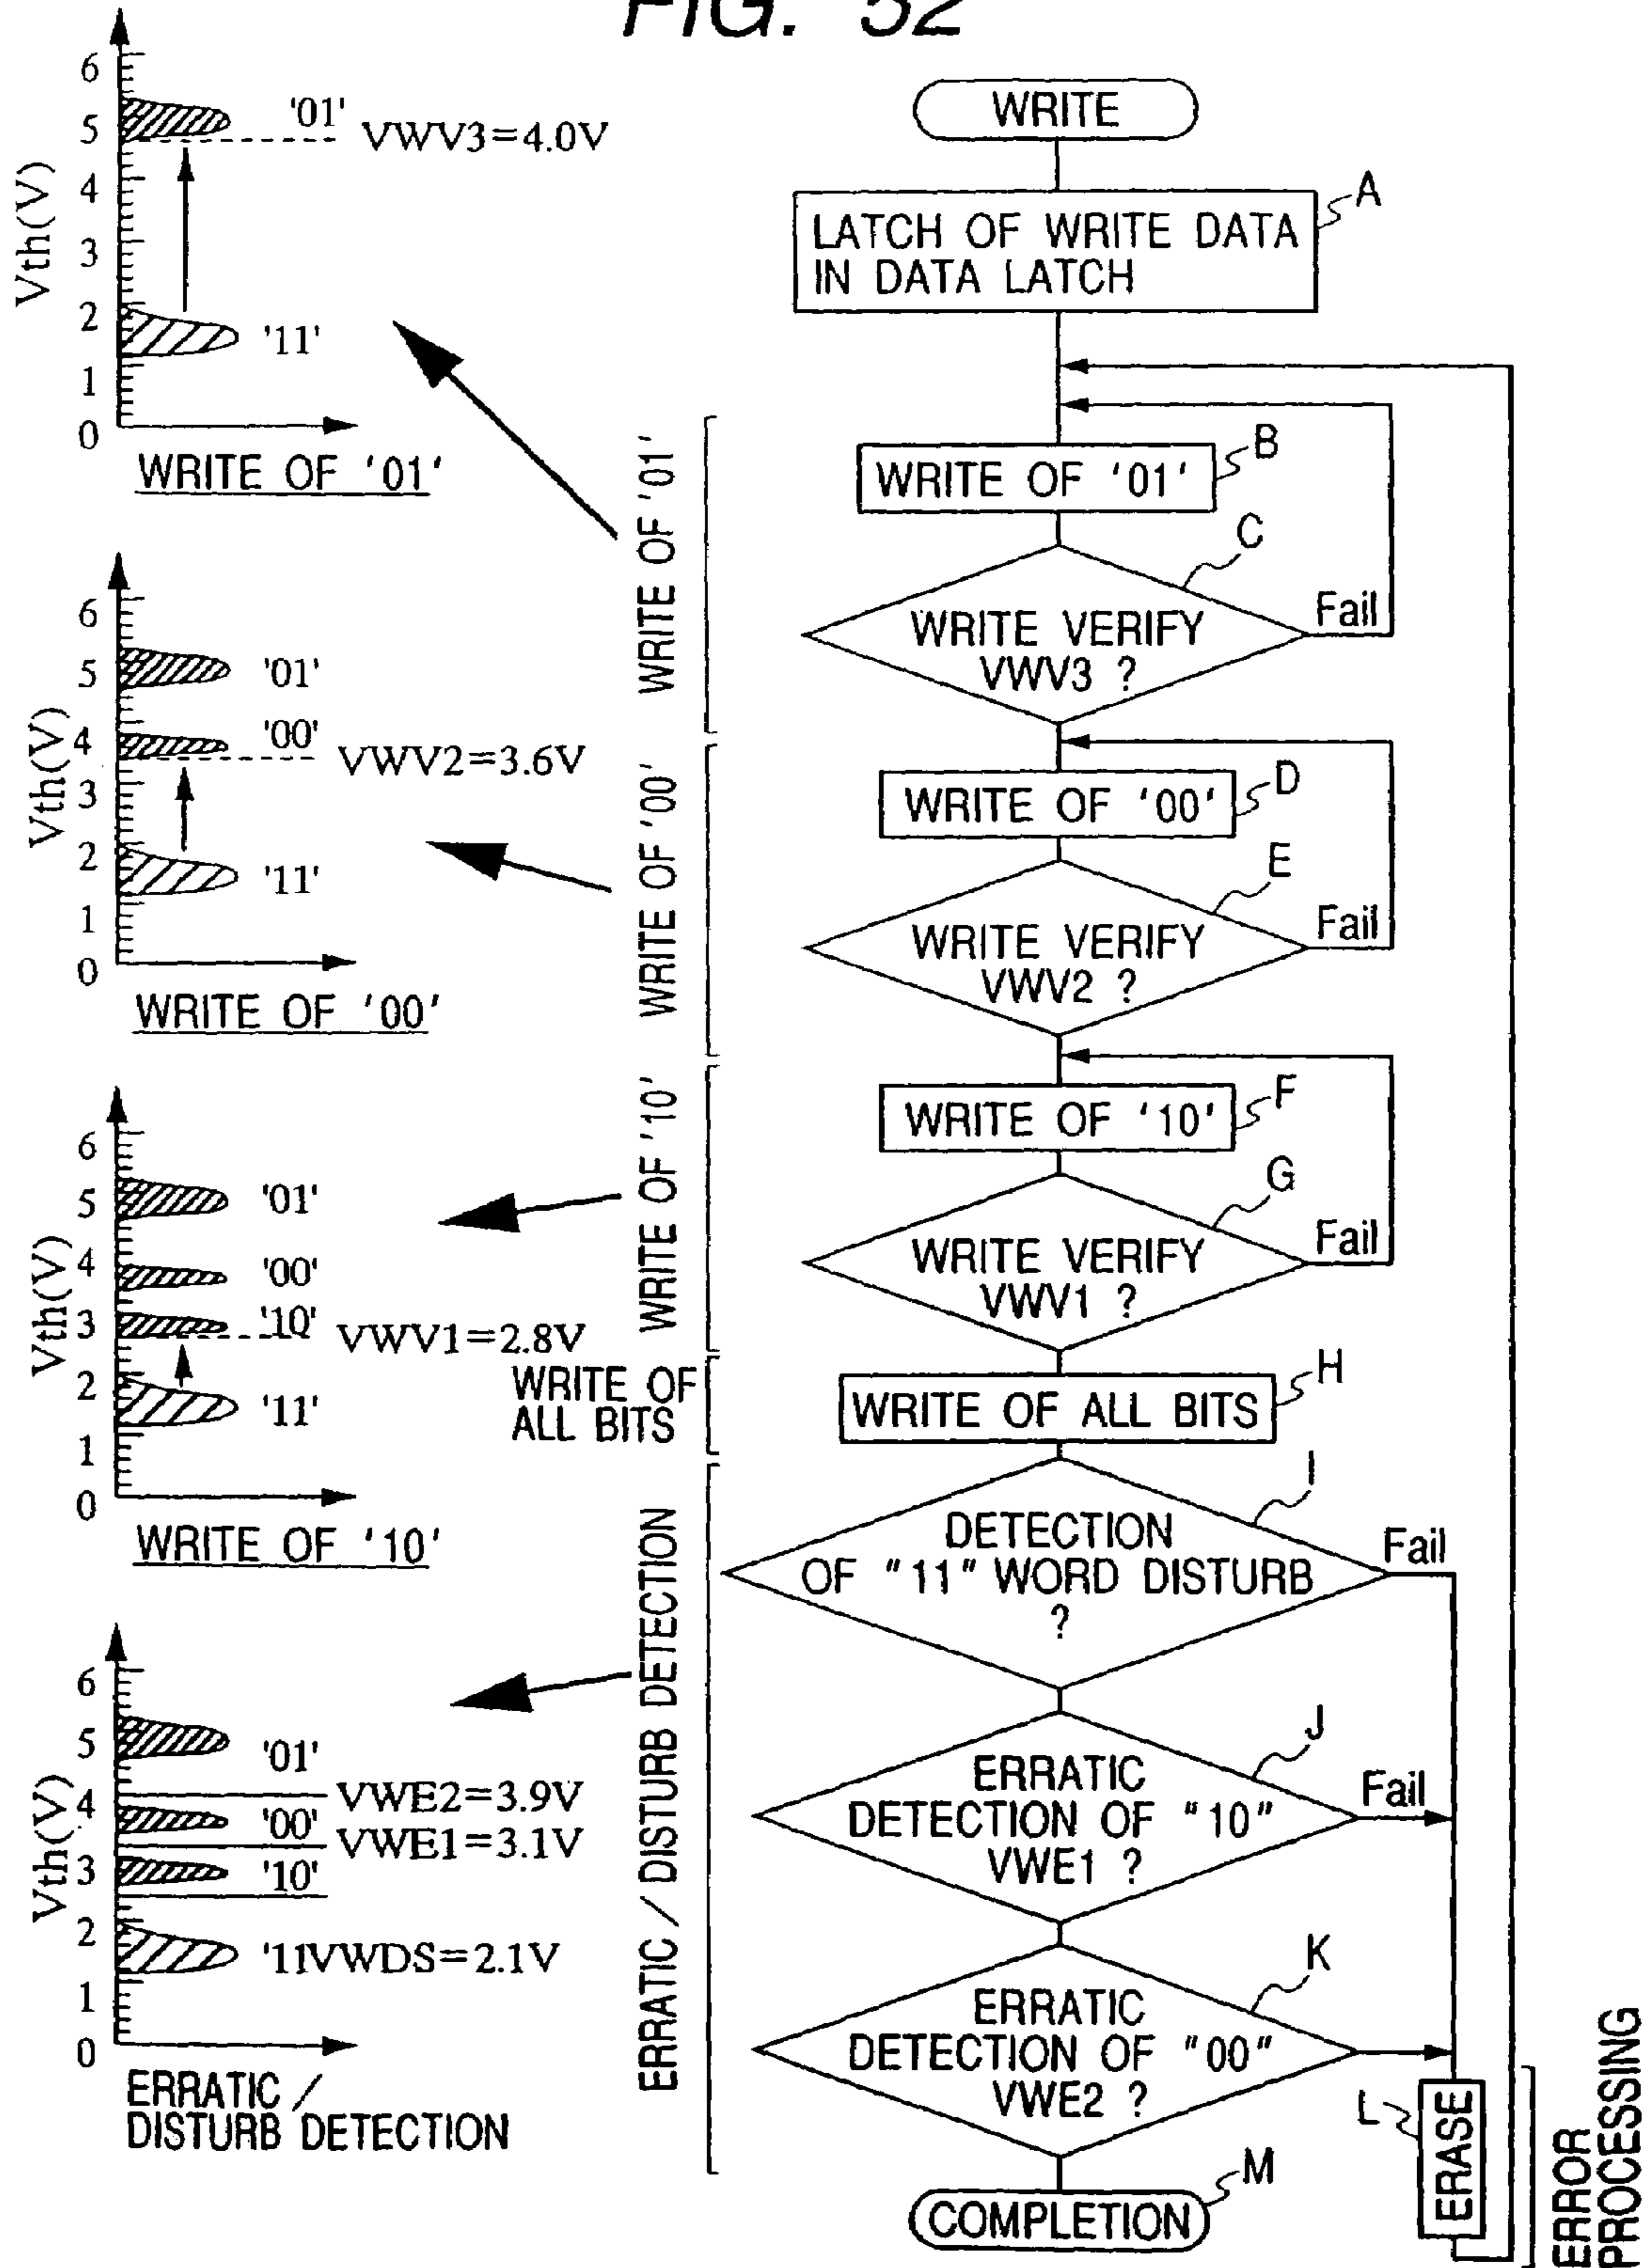 FIG. 52
6
5
4
3
2
1
0
Vth(V)
'01'
VWV3=4.0V
'11'
WRITE OF '01'
6
5
4
3
2
1
0
Vth(V)
'01'
'00'
VWV2=3.6V
'11'
WRITE OF '00'
6
5
4
3
2
1
0
Vth(V)
'01'
'00'
'10'
VWV1=2.8V
'11'
WRITE OF '10'
6
5
4
3
2
1
0
Vth(V)
'01'
VWE2=3.9V
'00'
VWE1=3.1V
'10'
'11VWDS=2.1V
ERRATIC /
DISTURB DETECTION
WRITE OF '01'
WRITE OF '00'
WRITE OF '10'
WRITE OF
ALL BITS
ERRATIC / DISTURB DETECTION
WRITE
A
LATCH OF WRITE DATA
IN DATA LATCH
B
WRITE OF '01'
C
WRITE VERIFY
VWV3 ?
Fail
D
WRITE OF '00'
E
WRITE VERIFY
VWV2 ?
Fail
F
WRITE OF '10'
G
WRITE VERIFY
VWV1 ?
Fail
H
WRITE OF ALL BITS
I
DETECTION
OF "11" WORD DISTURB
?
Fail
J
ERRATIC
DETECTION OF "10"
VWE1 ?
Fail
K
ERRATIC
DETECTION OF "00"
VWE2 ?
L
ERASE
ERROR
PROCESSING
M
COMPLETION